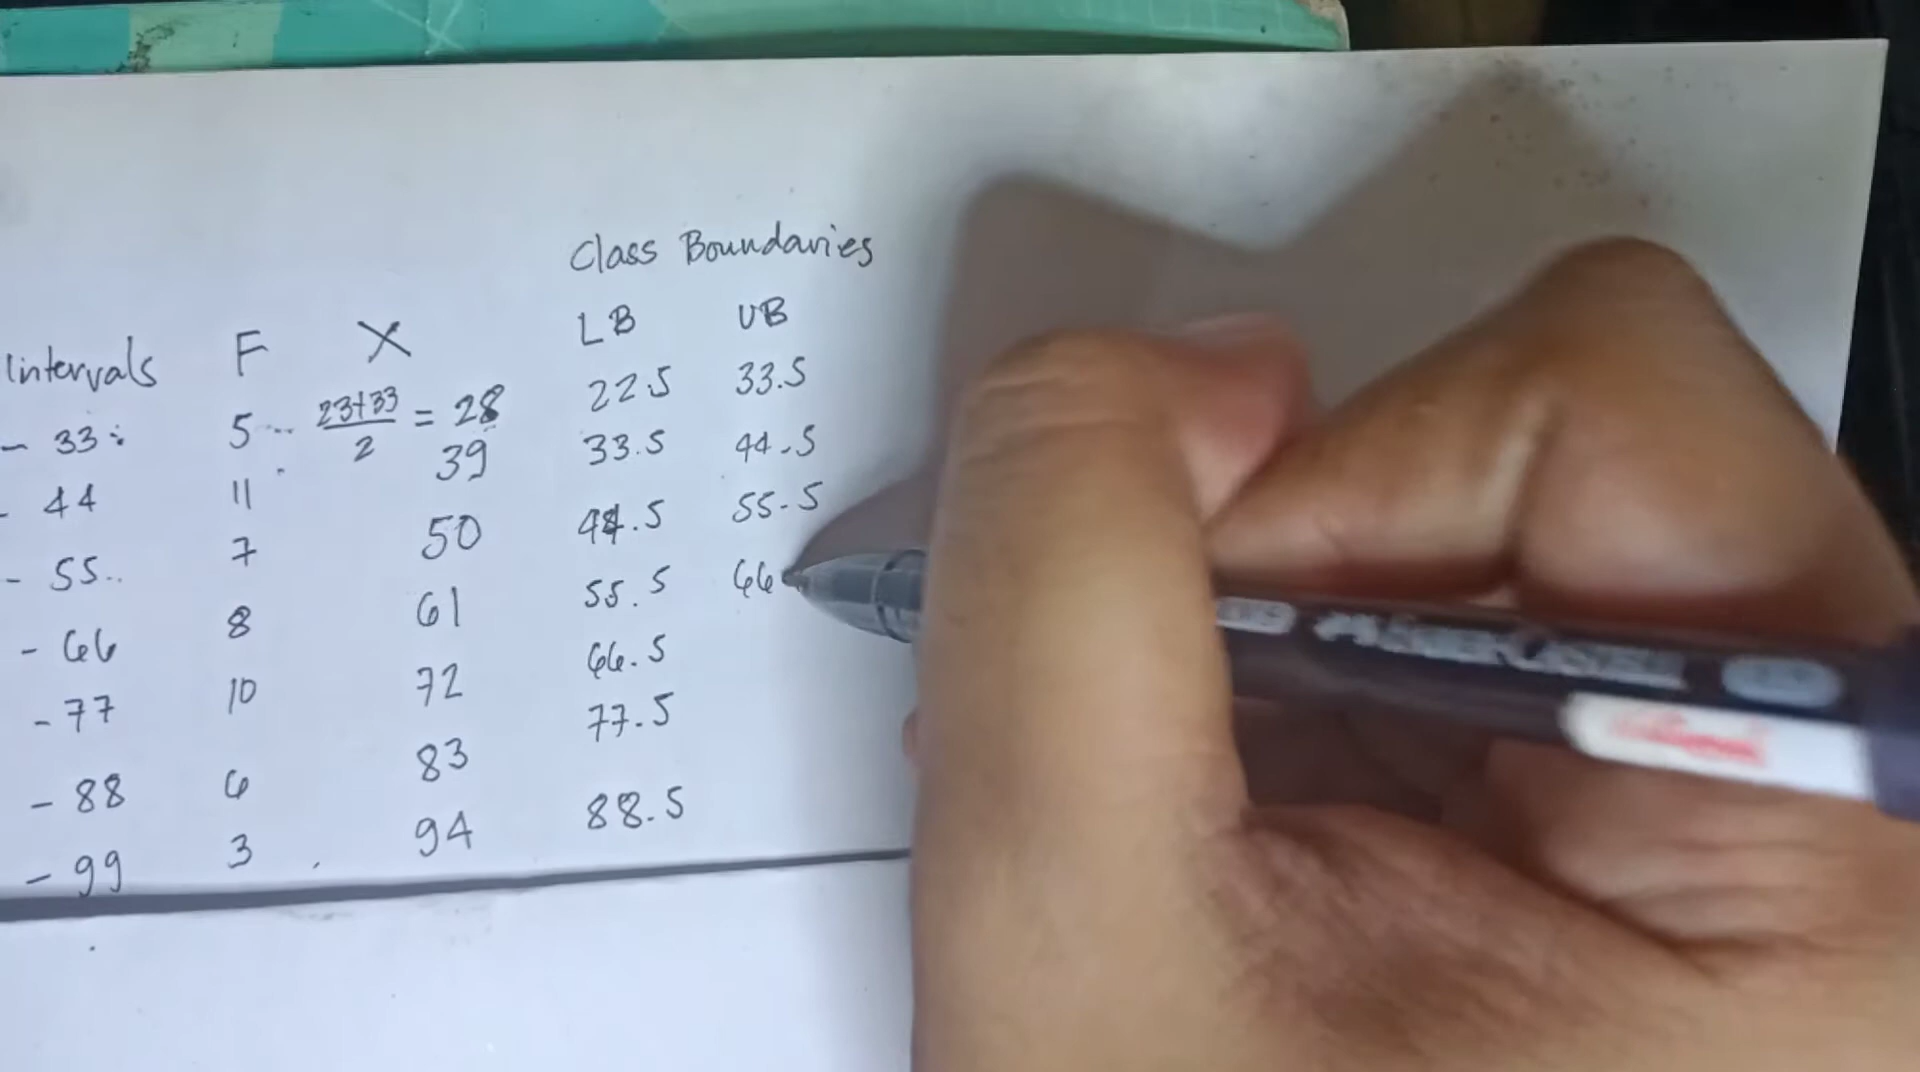 Class Boundaries
intervals F X LB UB
- 33 5 23+33 / 2 = 28 22.5 33.5
- 44 11 39 33.5 44.5
- 55 7 50 44.5 55.5
- 66 8 61 55.5 66
- 77 10 72 66.5
- 88 6 83 77.5
- 99 3 94 88.5